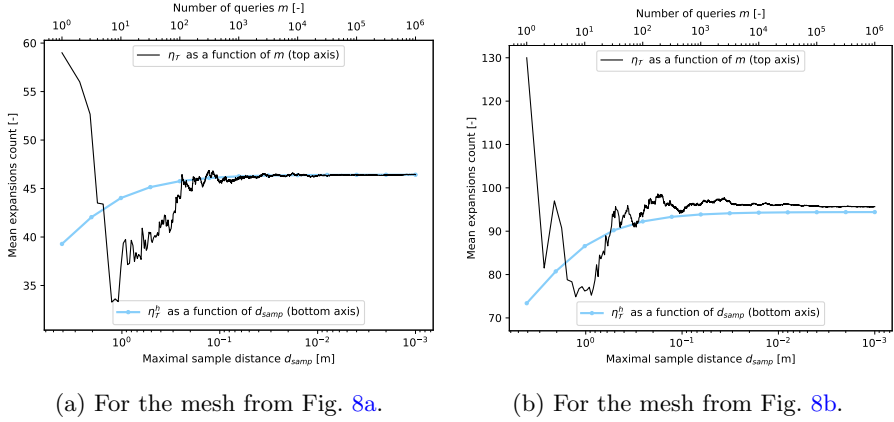 Number of queries m [-]
10^0 10^1 10^2 10^3 10^4 10^5 10^6
η_T as a function of m (top axis)
Mean expansions count [-]
60
55
50
45
40
35
η_T^h as a function of d_samp (bottom axis)
10^0 10^-1 10^-2 10^-3
Maximal sample distance d_samp [m]
(a) For the mesh from Fig. 8a.
Number of queries m [-]
10^0 10^1 10^2 10^3 10^4 10^5 10^6
η_T as a function of m (top axis)
Mean expansions count [-]
130
120
110
100
90
80
70
η_T^h as a function of d_samp (bottom axis)
10^0 10^-1 10^-2 10^-3
Maximal sample distance d_samp [m]
(b) For the mesh from Fig. 8b.